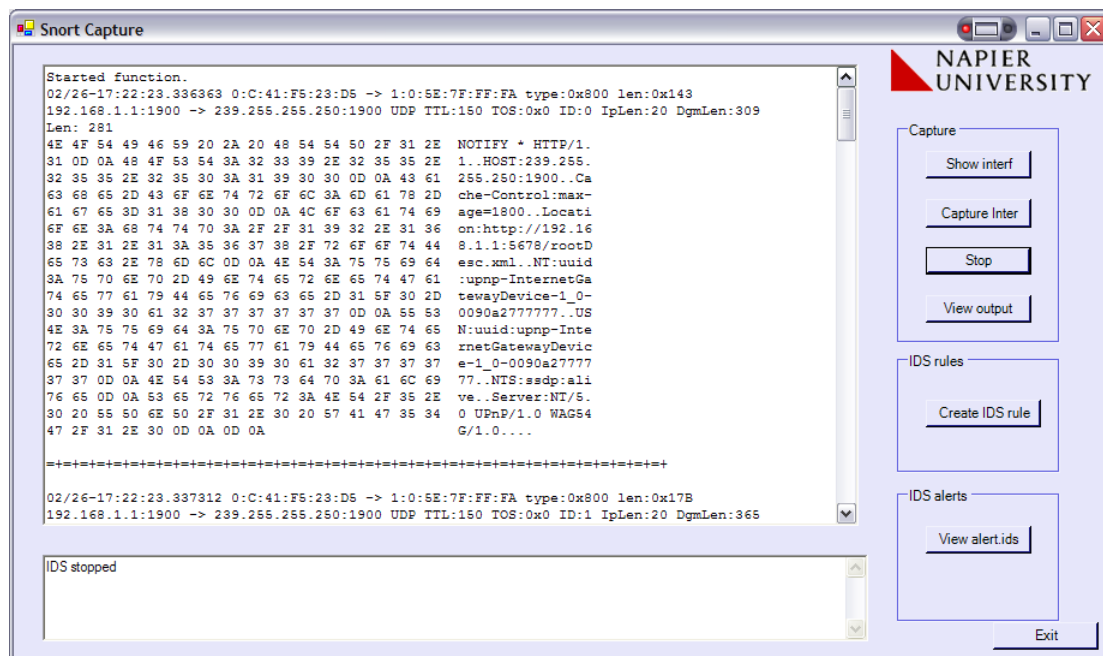 Snort Capture
NAPIER
UNIVERSITY
Started function.
02/26-17:22:23.336363 0:C:41:F5:23:D5 -> 1:0:5E:7F:FF:FA type:0x800 len:0x143
192.168.1.1:1900 -> 239.255.255.250:1900 UDP TTL:150 TOS:0x0 ID:0 IpLen:20 DgmLen:309
Len: 281
4E 4F 54 49 46 59 20 2A 20 48 54 54 50 2F 31 2E  NOTIFY * HTTP/1.
31 0D 0A 48 4F 53 54 3A 32 33 39 2E 32 35 35 2E  1..HOST:239.255.
32 35 35 2E 32 35 30 3A 31 39 30 30 0D 0A 43 61  255.250:1900..Ca
63 68 65 2D 43 6F 6E 74 72 6F 6C 3A 6D 61 78 2D  che-Control:max-
61 67 65 3D 31 38 30 30 0D 0A 4C 6F 63 61 74 69  age=1800..Locati
6F 6E 3A 68 74 74 70 3A 2F 2F 31 39 32 2E 31 36  on:http://192.16
38 2E 31 2E 31 3A 35 36 37 38 2F 72 6F 6F 74 44  8.1.1:5678/rootD
65 73 63 2E 78 6D 6C 0D 0A 4E 54 3A 75 75 69 64  esc.xml..NT:uuid
3A 75 70 6E 70 2D 49 6E 74 65 72 6E 65 74 47 61  :upnp-InternetGa
74 65 77 61 79 44 65 76 69 63 65 2D 31 5F 30 2D  tewayDevice-1_0-
30 30 39 30 61 32 37 37 37 37 37 37 0D 0A 55 53  0090a2777777..US
4E 3A 75 75 69 64 3A 75 70 6E 70 2D 49 6E 74 65  N:uuid:upnp-Inte
72 6E 65 74 47 61 74 65 77 61 79 44 65 76 69 63  rnetGatewayDevic
65 2D 31 5F 30 2D 30 30 39 30 61 32 37 37 37 37  e-1_0-0090a27777
37 37 0D 0A 4E 54 53 3A 73 73 64 70 3A 61 6C 69  77..NTS:ssdp:ali
76 65 0D 0A 53 65 72 76 65 72 3A 4E 54 2F 35 2E  ve..Server:NT/5.
30 20 55 50 6E 50 2F 31 2E 30 20 57 41 47 35 34  0 UPnP/1.0 WAG54
47 2F 31 2E 30 0D 0A 0D 0A  G/1.0....
=+=+=+=+=+=+=+=+=+=+=+=+=+=+=+=+=+=+=+=+=+=+=+=+=+=+=+=+=+=+=+=+=+=+=+=+=+
02/26-17:22:23.337312 0:C:41:F5:23:D5 -> 1:0:5E:7F:FF:FA type:0x800 len:0x17B
192.168.1.1:1900 -> 239.255.255.250:1900 UDP TTL:150 TOS:0x0 ID:1 IpLen:20 DgmLen:365
IDS stopped
Capture
Show interf
Capture Inter
Stop
View output
IDS rules
Create IDS rule
IDS alerts
View alert.ids
Exit